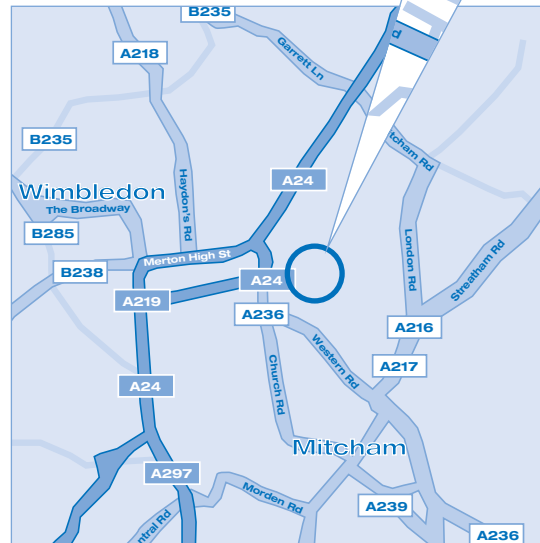 B235
Garrett Ln
d
A218
B235
tcham Rd
A24
Haydon's Rd
Wimbledon
The Broadway
B285
London Rd
Streatham Rd
Merton High St
B238
A24
A219
A236
A216
Western Rd
A217
Church Rd
A24
Mitcham
A297
Morden Rd
A239
ntral Rd
A236